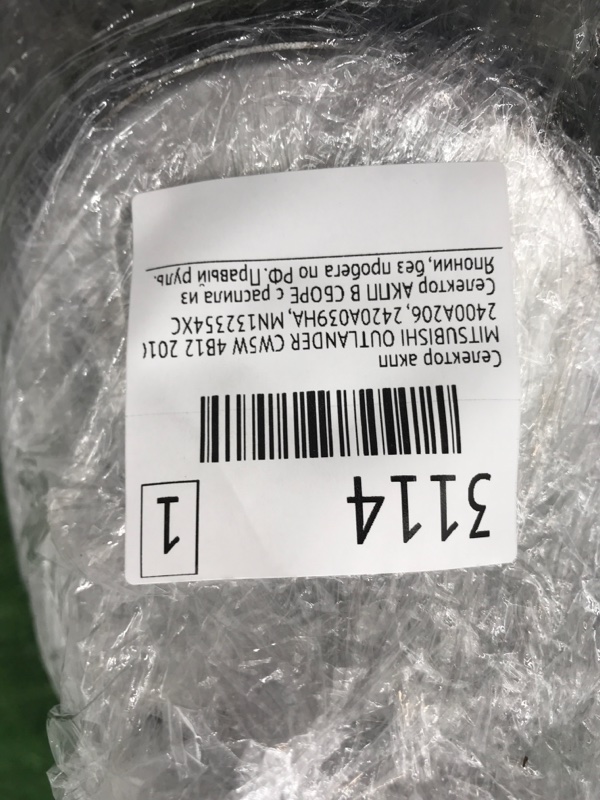 3114
1
Селектор акпп
MITSUBISHI OUTLANDER CW5W 4B12 201
2400A206, 2420A039HA, MN132354XC
Селектор АКПП В СБОРЕ с распила из
Японии, без пробега по РФ. Правый руль.